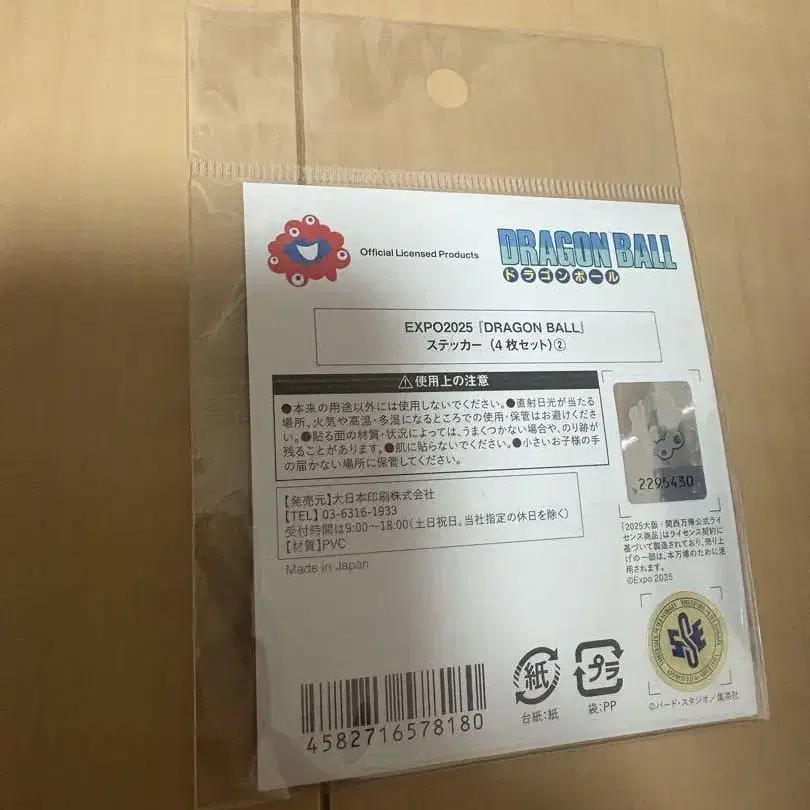 Official Licensed Products
DRAGON BALL
ドラゴンボール
EXPO2025『DRAGON BALL』
ステッカー（4枚セット）②
⚠使用上の注意
●本来の用途以外には使用しないでください。●直射日光が当たる
場所、火気や高温・多湿になるところでの使用・保管はお避けくださ
い。●貼る面の材質・状況によっては、うまくつかない場合や、のり跡が
残ることがあります。●肌に貼らないでください。●小さいお子様の手
の届かない場所に保管してください。
2295430
【発売元】大日本印刷株式会社
【TEL】03-6316-1933
受付時間は9:00〜18:00（土日祝日、当社指定の休日を除く）
【材質】PVC
Made in Japan
「2025大阪・関西万博公式ライ
センス商品」はライセンス契約に
基づいて製造されており、売り上
げの一部は、本万博のために活
用されます。
©Expo 2025
紙
台紙：紙
プラ
袋：PP
©バード・スタジオ／集英社
4582716578180